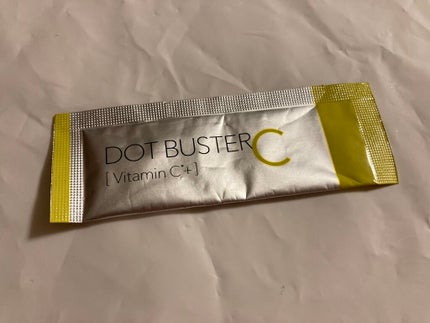 DOT BUSTER C
[ Vitamin C*+]